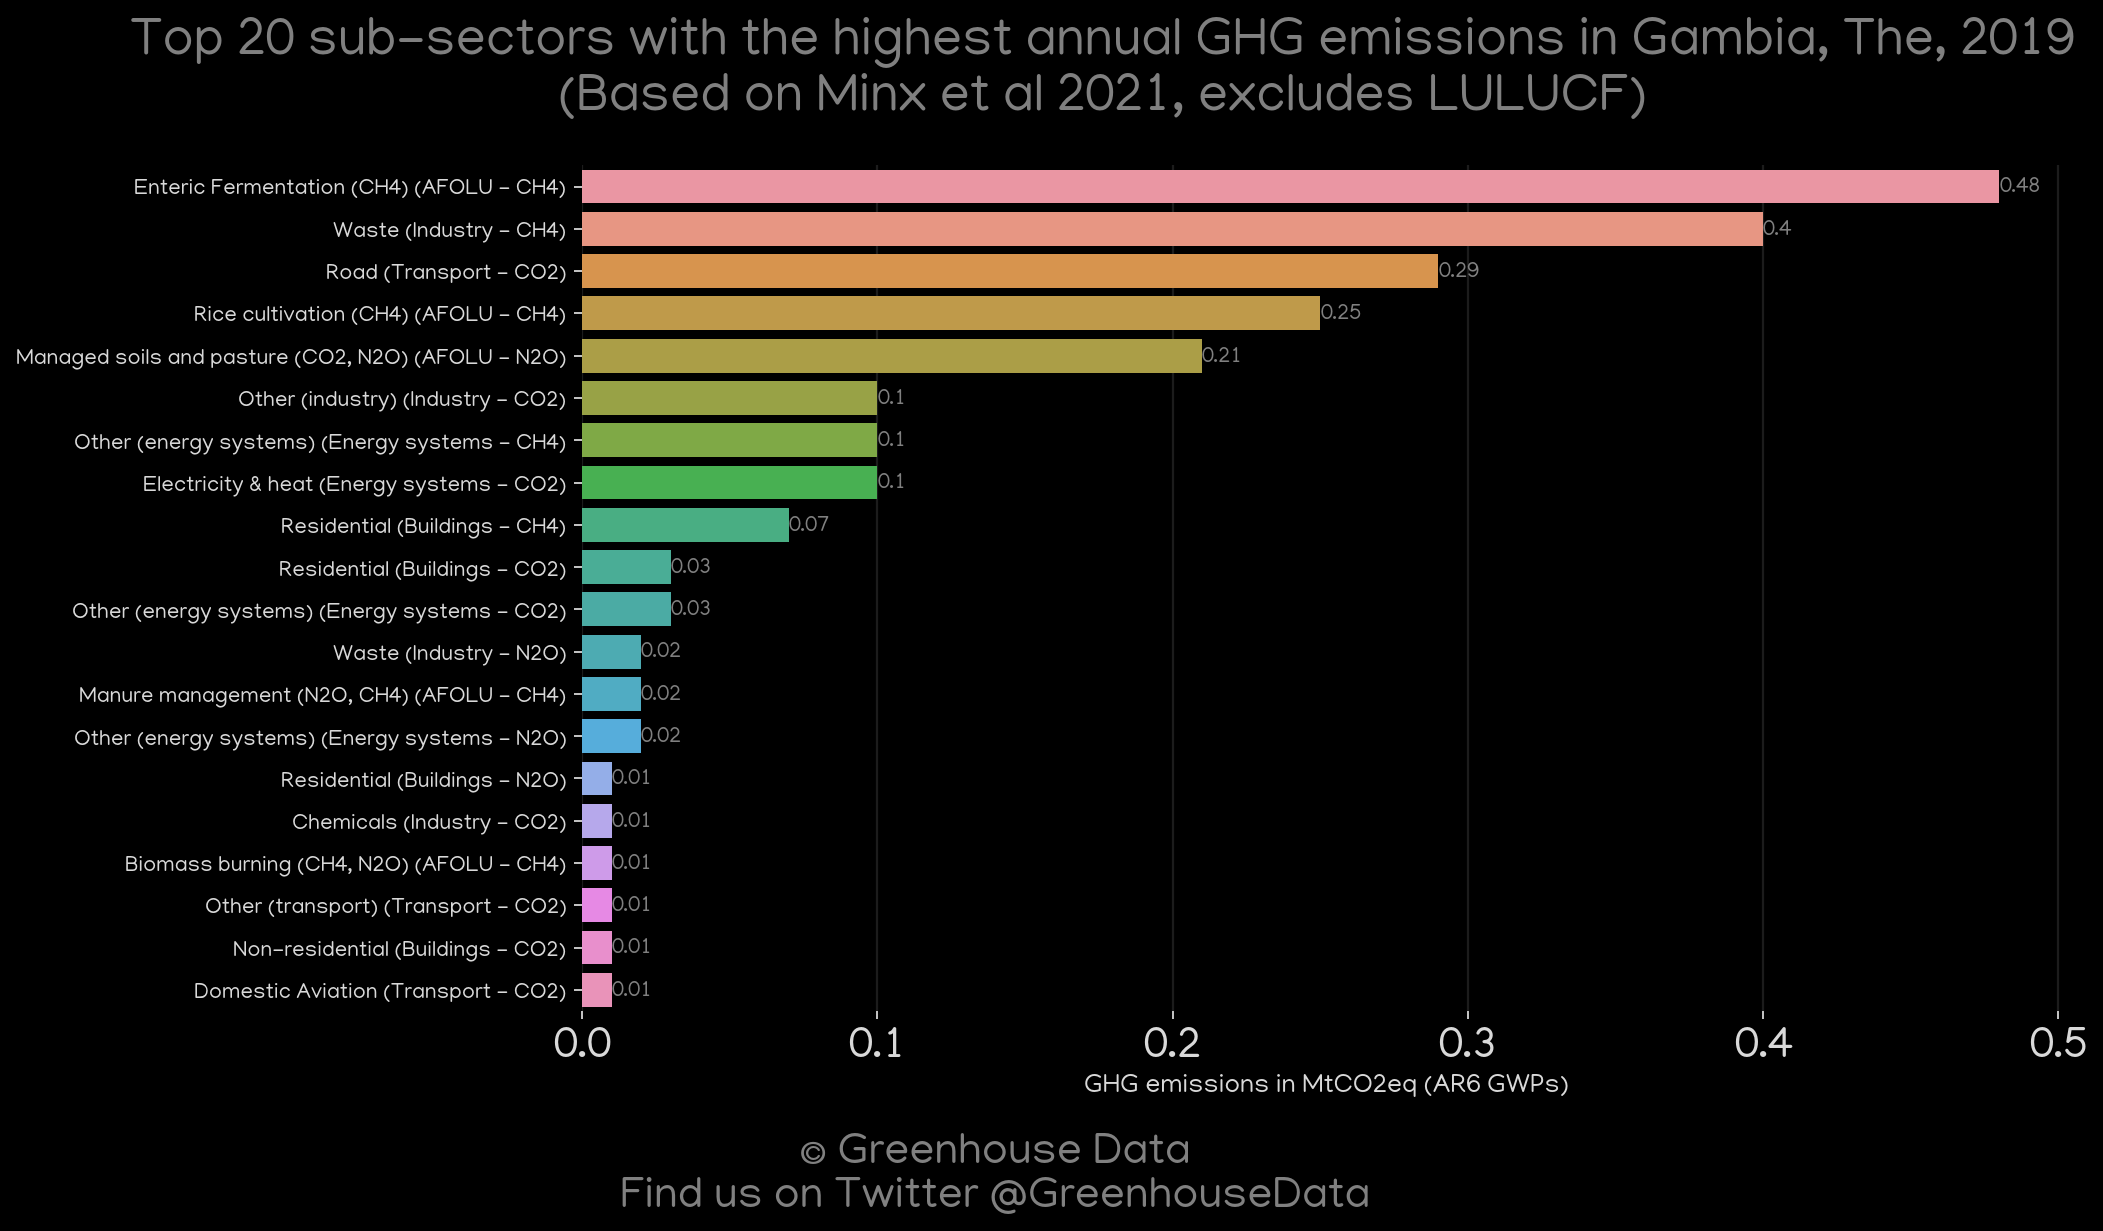 Top 20 sub-sectors with the highest annual GHG emissions in Gambia, The, 2019
(Based on Minx et al 2021, excludes LULUCF)
Enteric Fermentation (CH4) (AFOLU - CH4) 0.48
Waste (Industry - CH4) 0.4
Road (Transport - CO2) 0.29
Rice cultivation (CH4) (AFOLU - CH4) 0.25
Managed soils and pasture (CO2, N2O) (AFOLU - N2O) 0.21
Other (industry) (Industry - CO2) 0.1
Other (energy systems) (Energy systems - CH4) 0.1
Electricity & heat (Energy systems - CO2) 0.1
Residential (Buildings - CH4) 0.07
Residential (Buildings - CO2) 0.03
Other (energy systems) (Energy systems - CO2) 0.03
Waste (Industry - N2O) 0.02
Manure management (N2O, CH4) (AFOLU - CH4) 0.02
Other (energy systems) (Energy systems - N2O) 0.02
Residential (Buildings - N2O) 0.01
Chemicals (Industry - CO2) 0.01
Biomass burning (CH4, N2O) (AFOLU - CH4) 0.01
Other (transport) (Transport - CO2) 0.01
Non-residential (Buildings - CO2) 0.01
Domestic Aviation (Transport - CO2) 0.01
0.0 0.1 0.2 0.3 0.4 0.5
GHG emissions in MtCO2eq (AR6 GWPs)
© Greenhouse Data
Find us on Twitter @GreenhouseData